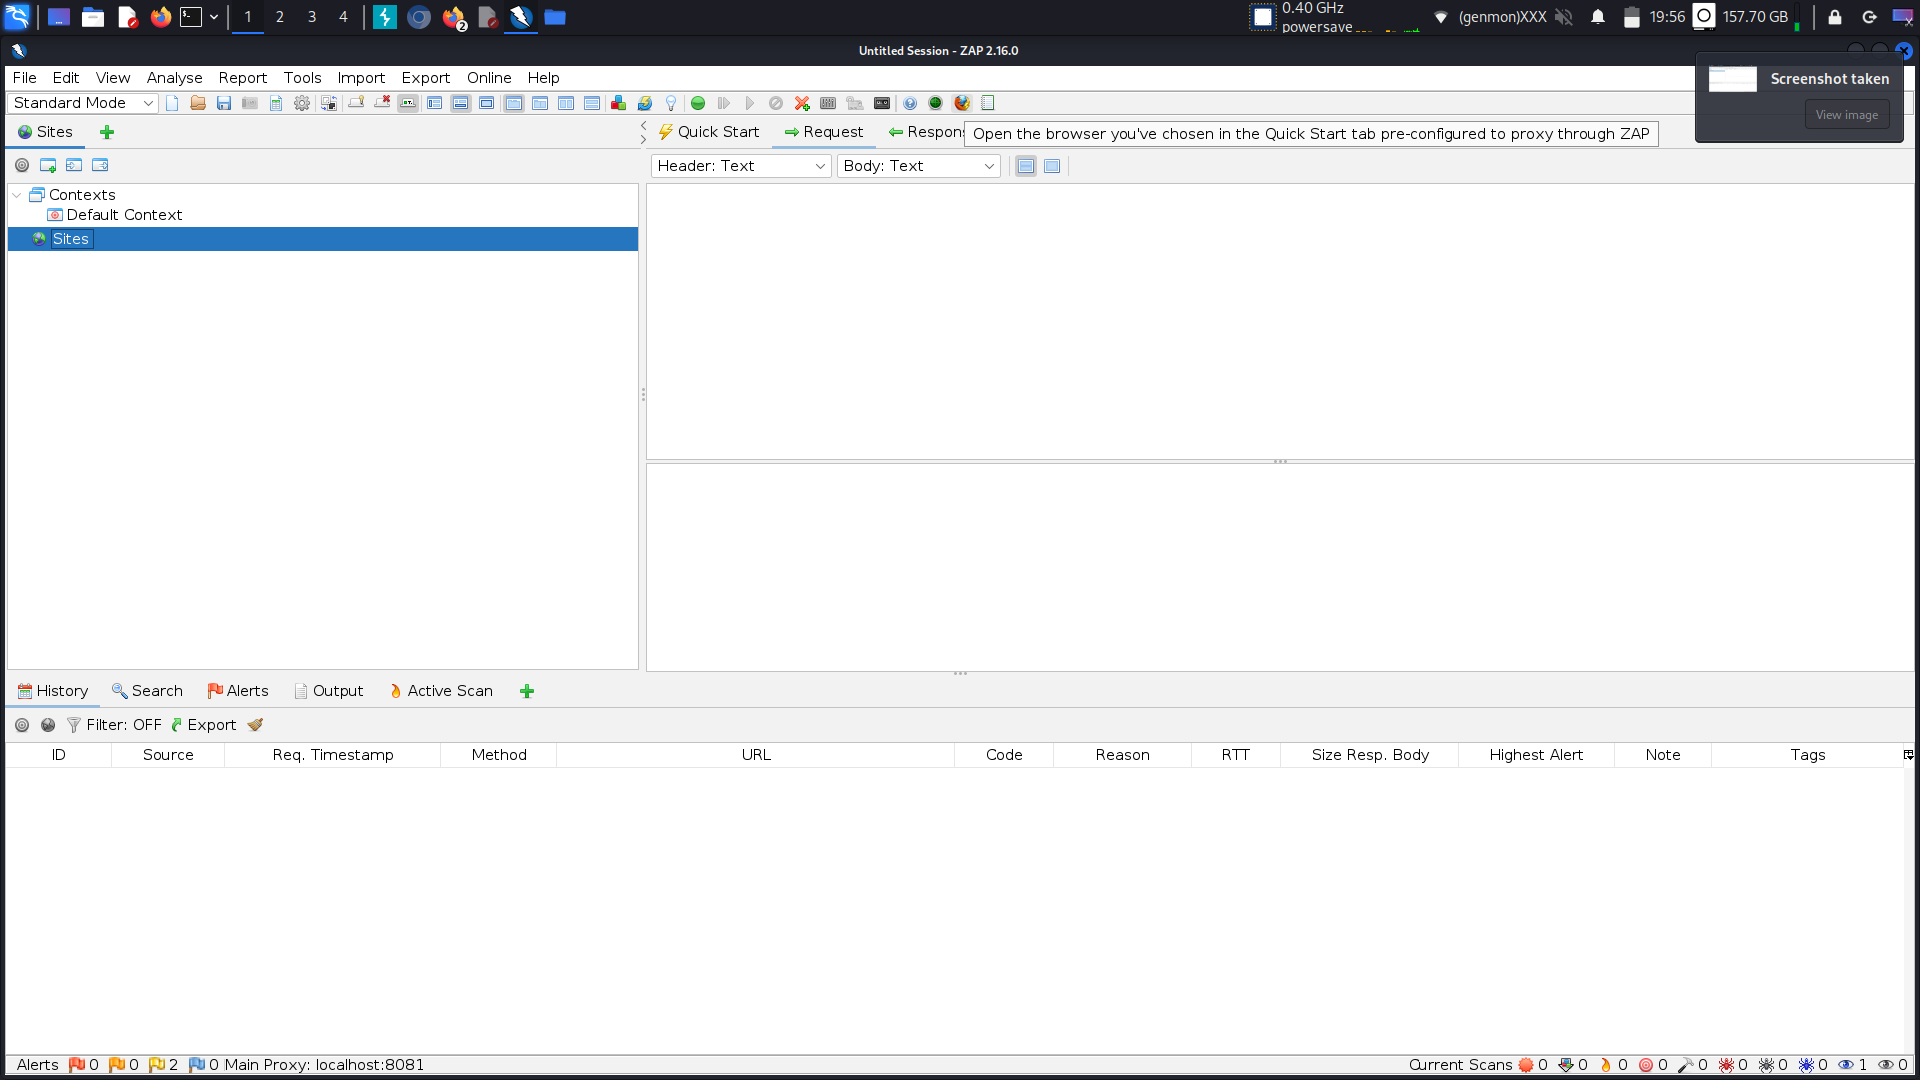 1 2 3 4
2
0.40 GHz
powersave
(genmon)XXX
19:56
157.70 GB
Untitled Session - ZAP 2.16.0
File Edit View Analyse Report Tools Import Export Online Help
Screenshot taken
View image
Standard Mode
Sites
Quick Start Request Respon
Open the browser you've chosen in the Quick Start tab pre-configured to proxy through ZAP
Header: Text Body: Text
Contexts
Default Context
Sites
History Search Alerts Output Active Scan
Filter: OFF Export
ID Source Req. Timestamp Method URL Code Reason RTT Size Resp. Body Highest Alert Note Tags
Alerts 0 0 2 0 Main Proxy: localhost:8081 Current Scans 0 0 0 0 0 0 0 0 1 0